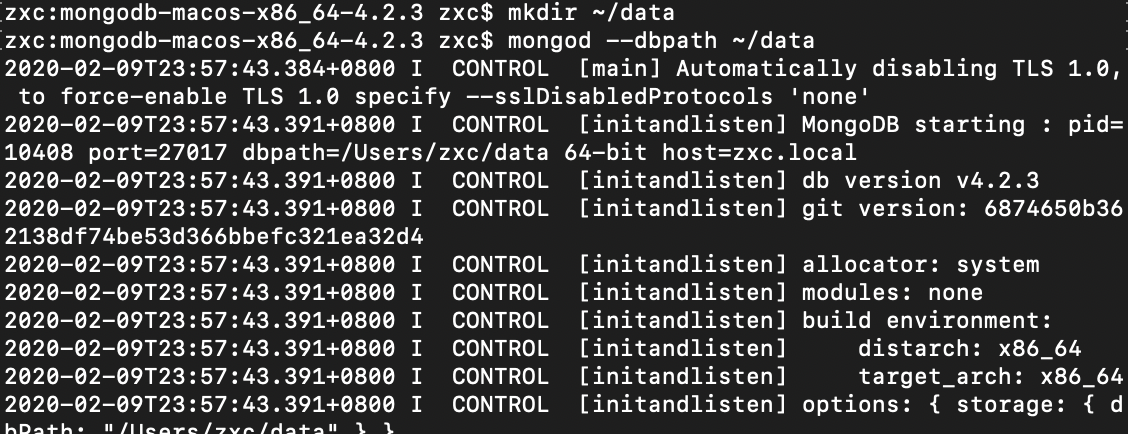 zxc:mongodb-macos-x86_64-4.2.3 zxc$ mkdir ~/data
zxc:mongodb-macos-x86_64-4.2.3 zxc$ mongod --dbpath ~/data
2020-02-09T23:57:43.384+0800 I  CONTROL  [main] Automatically disabling TLS 1.0,
 to force-enable TLS 1.0 specify --sslDisabledProtocols 'none'
2020-02-09T23:57:43.391+0800 I  CONTROL  [initandlisten] MongoDB starting : pid=
10408 port=27017 dbpath=/Users/zxc/data 64-bit host=zxc.local
2020-02-09T23:57:43.391+0800 I  CONTROL  [initandlisten] db version v4.2.3
2020-02-09T23:57:43.391+0800 I  CONTROL  [initandlisten] git version: 6874650b36
2138df74be53d366bbefc321ea32d4
2020-02-09T23:57:43.391+0800 I  CONTROL  [initandlisten] allocator: system
2020-02-09T23:57:43.391+0800 I  CONTROL  [initandlisten] modules: none
2020-02-09T23:57:43.391+0800 I  CONTROL  [initandlisten] build environment:
2020-02-09T23:57:43.391+0800 I  CONTROL  [initandlisten]     distarch: x86_64
2020-02-09T23:57:43.391+0800 I  CONTROL  [initandlisten]     target_arch: x86_64
2020-02-09T23:57:43.391+0800 I  CONTROL  [initandlisten] options: { storage: { d
bPath: "/Users/zxc/data" } }